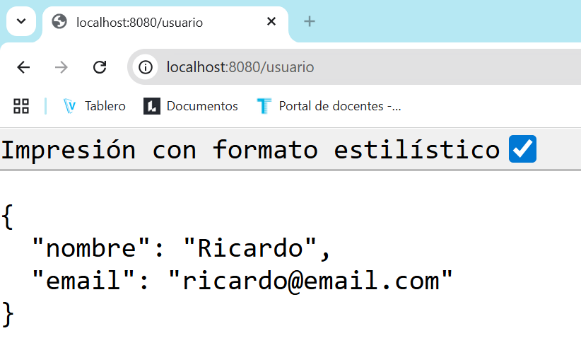 localhost:8080/usuario
localhost:8080/usuario
Tablero Documentos Portal de docentes -...
Impresión con formato estilístico
{
"nombre": "Ricardo",
"email": "ricardo@email.com"
}